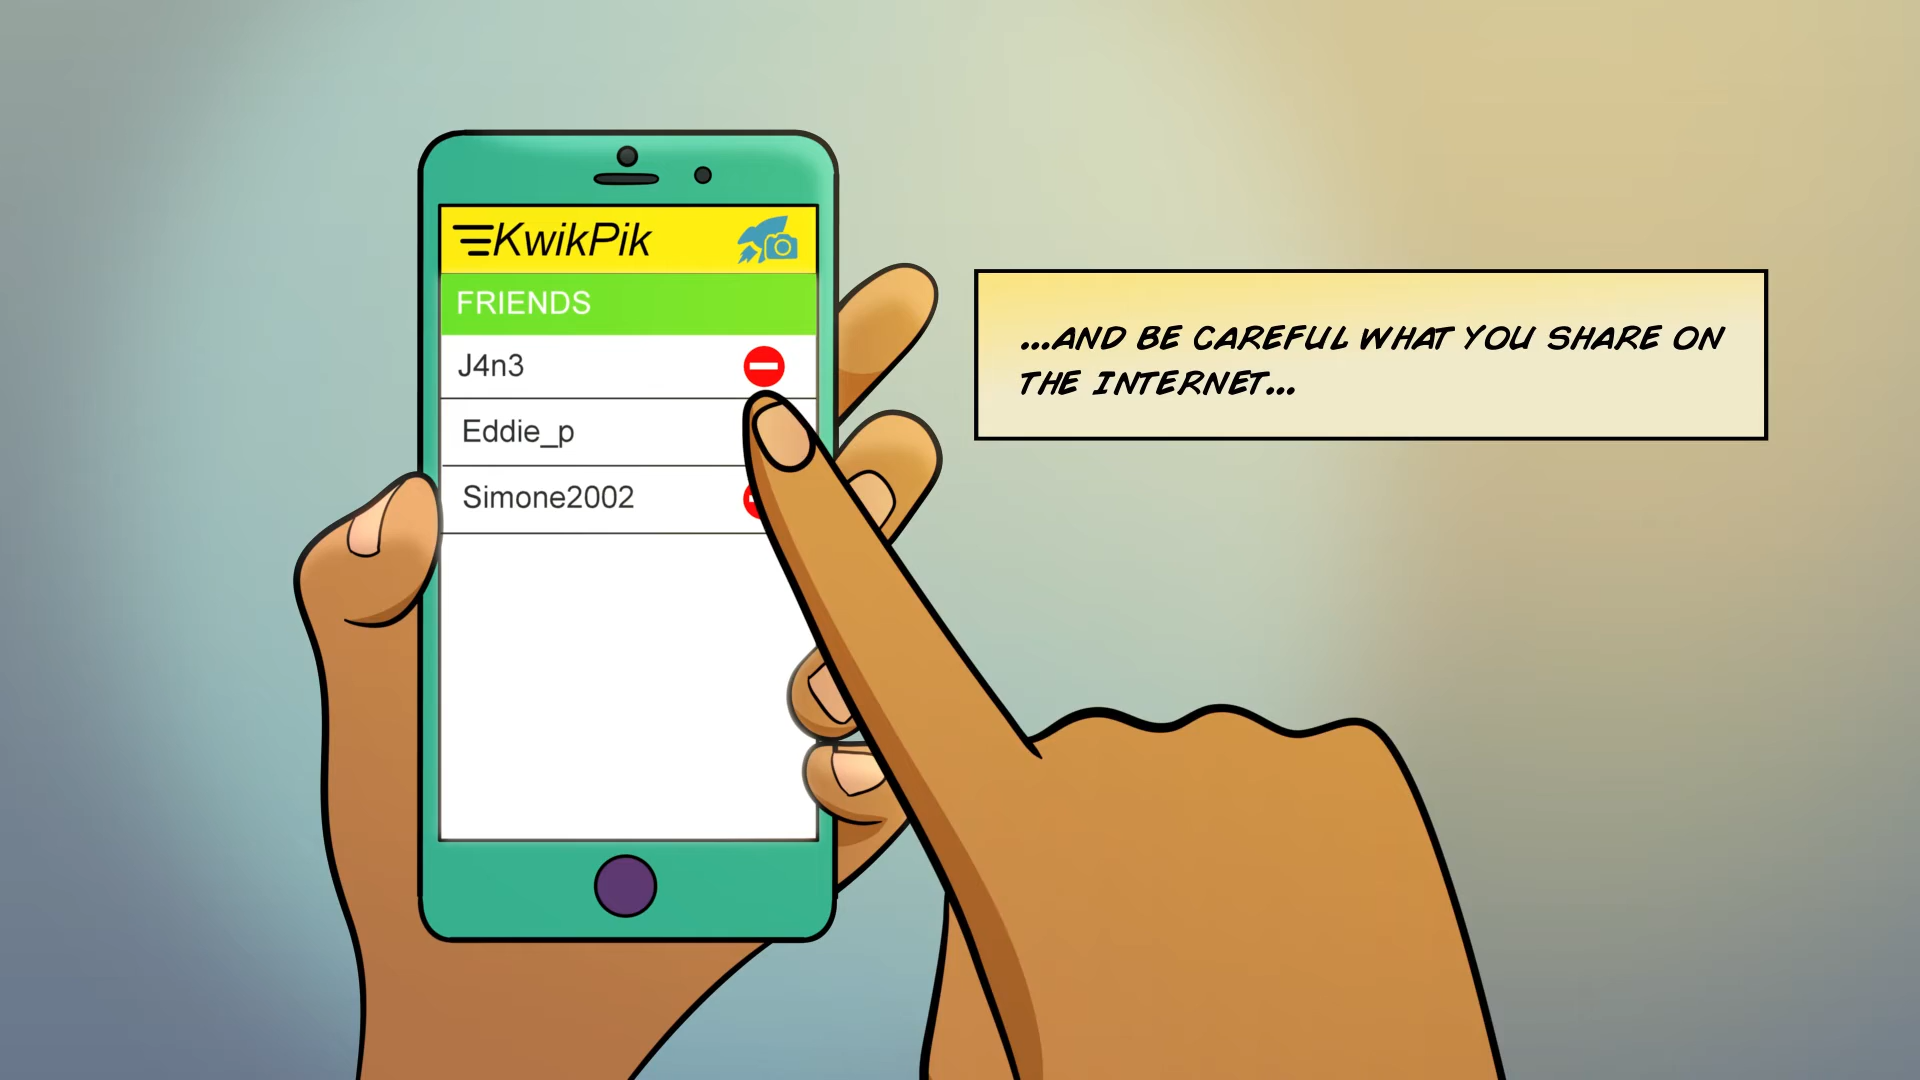 KwikPik
FRIENDS
J4n3
Eddie_p
Simone2002
...AND BE CAREFUL WHAT YOU SHARE ON
THE INTERNET...